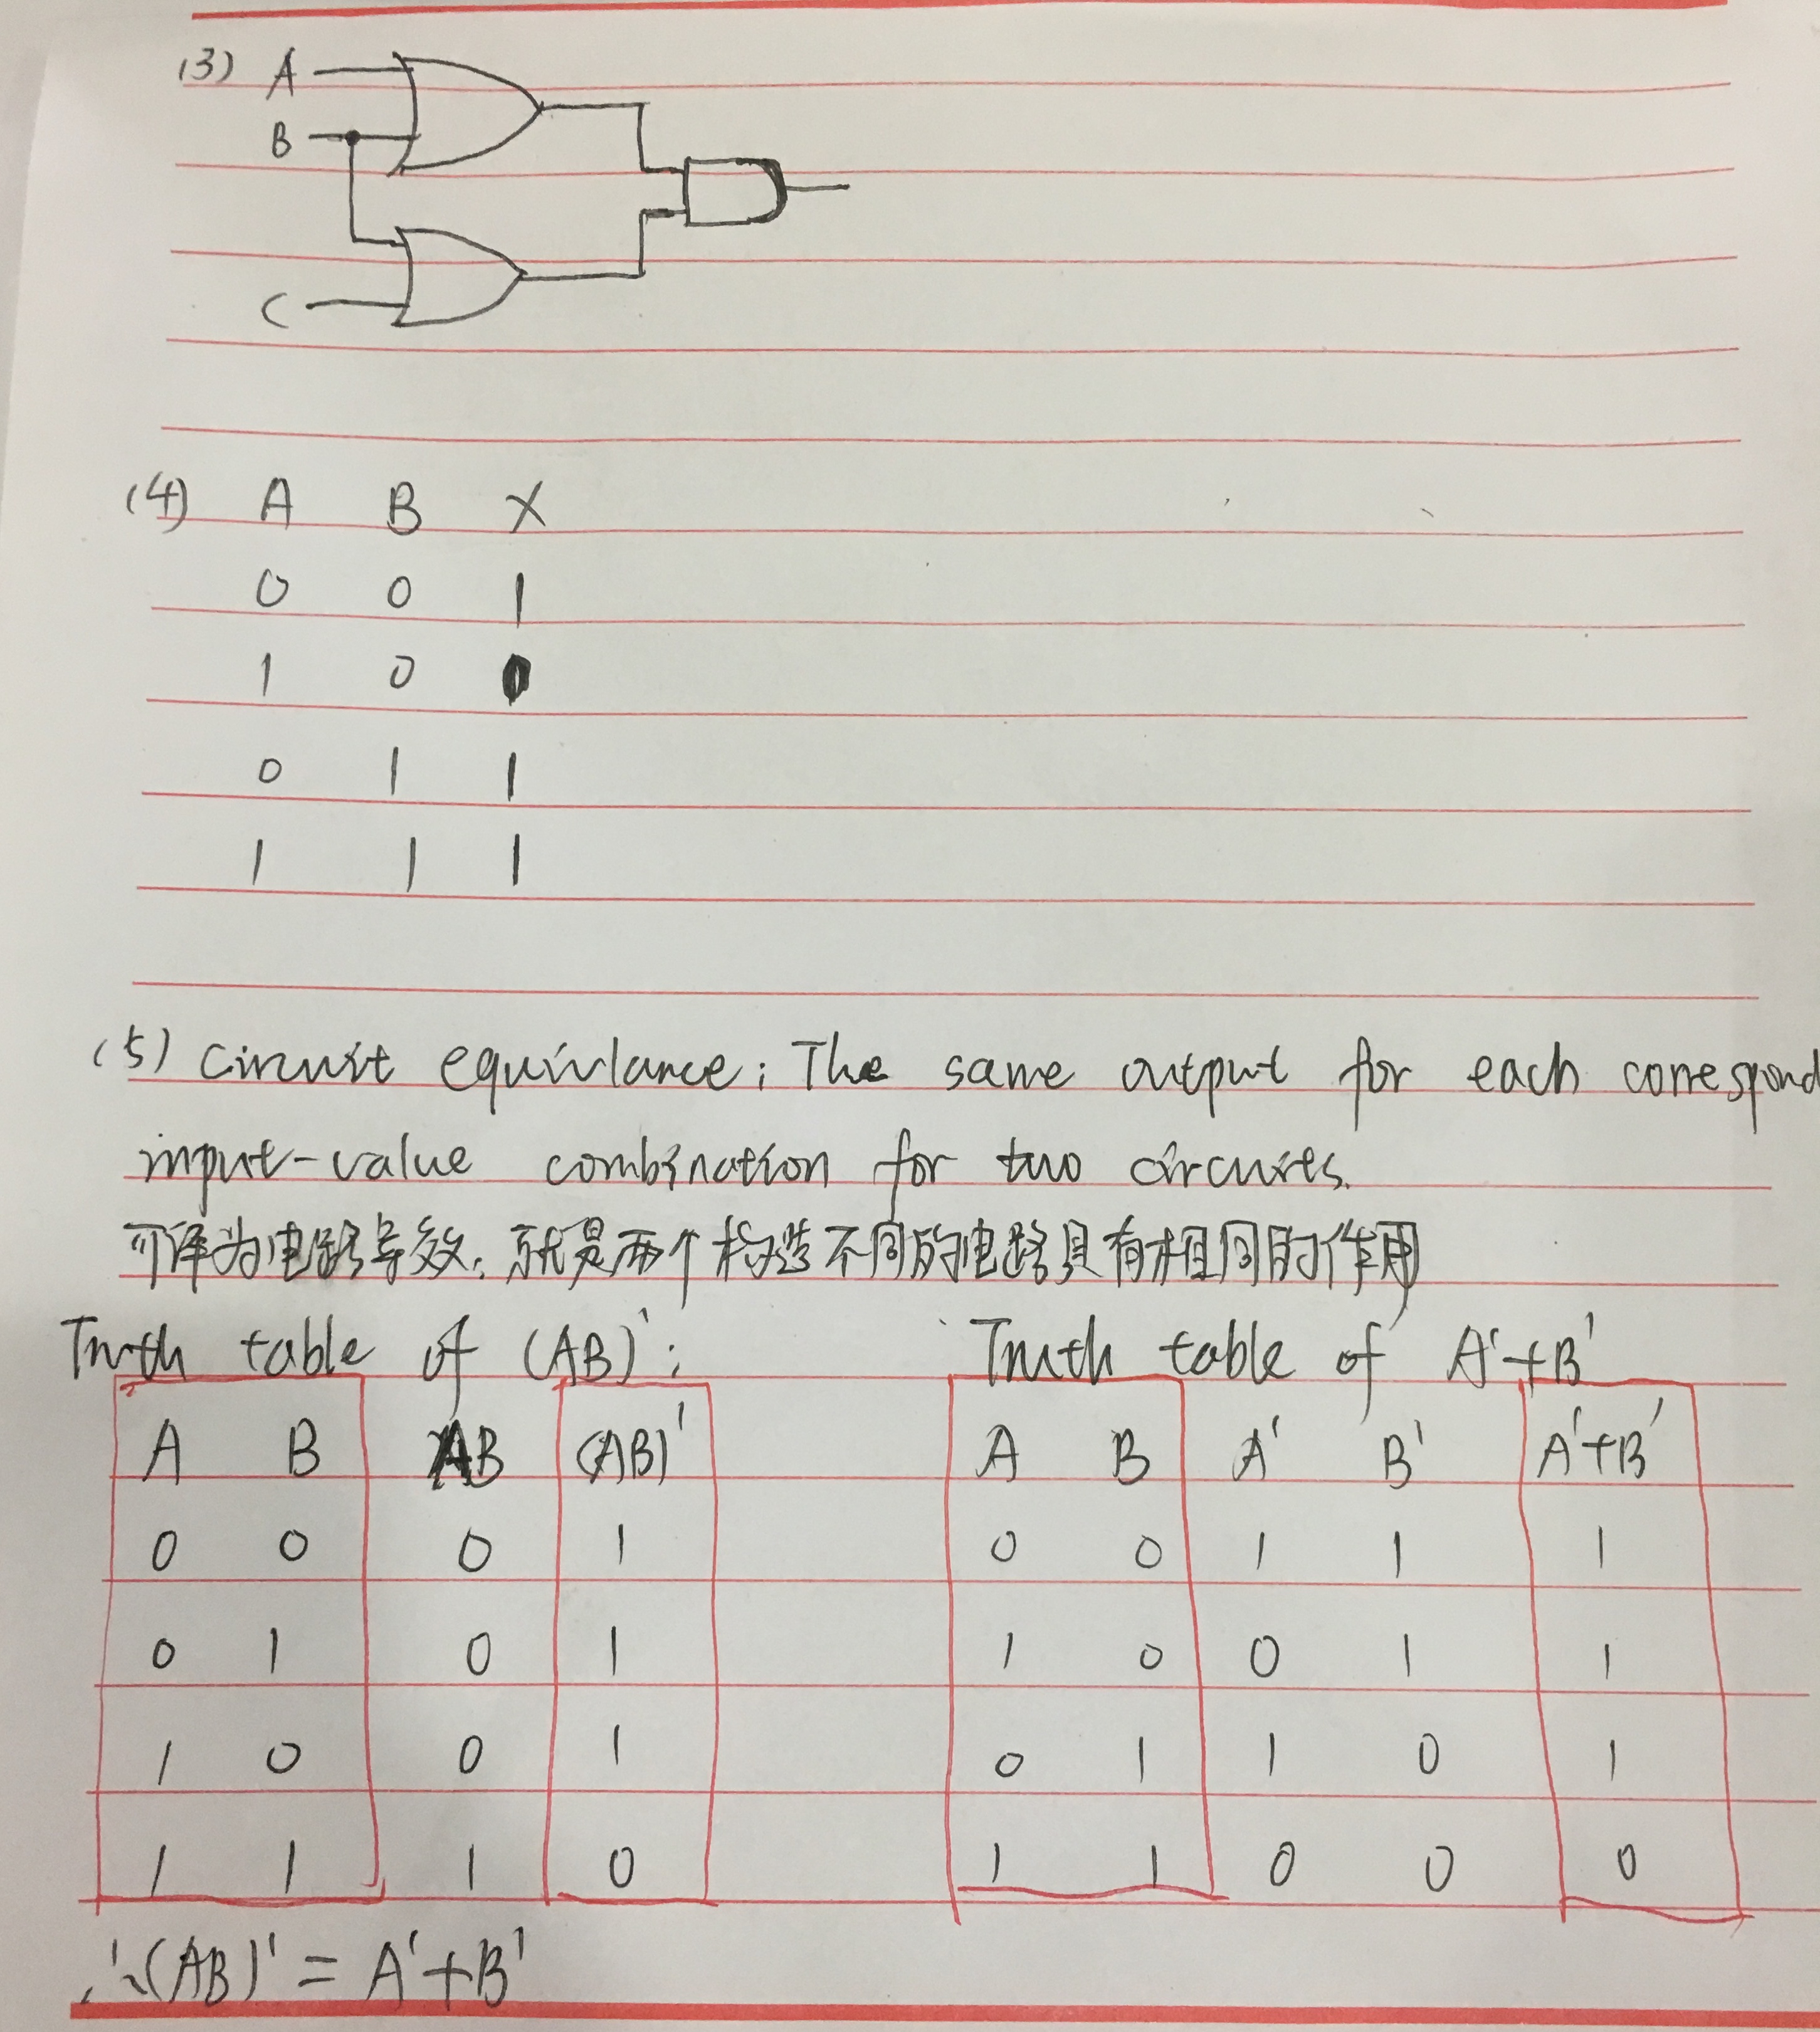 (3) A
B
C
(4) A B X
0 0 1
1 0 0
0 1 1
1 1 1
(5) Circuit equivlance: The same output for each correspond
input-value combination for two circuits.
可译为电路等效, 就是两个构造不同的电路具有相同的作用
Truth table of (AB)': Truth table of A'+B'
A B AB (AB)' A B A' B' A'+B'
0 0 0 1 0 0 1 1 1
0 1 0 1 1 0 0 1 1
1 0 0 1 0 1 1 0 1
1 1 1 0 1 1 0 0 0
∴(AB)' = A'+B'